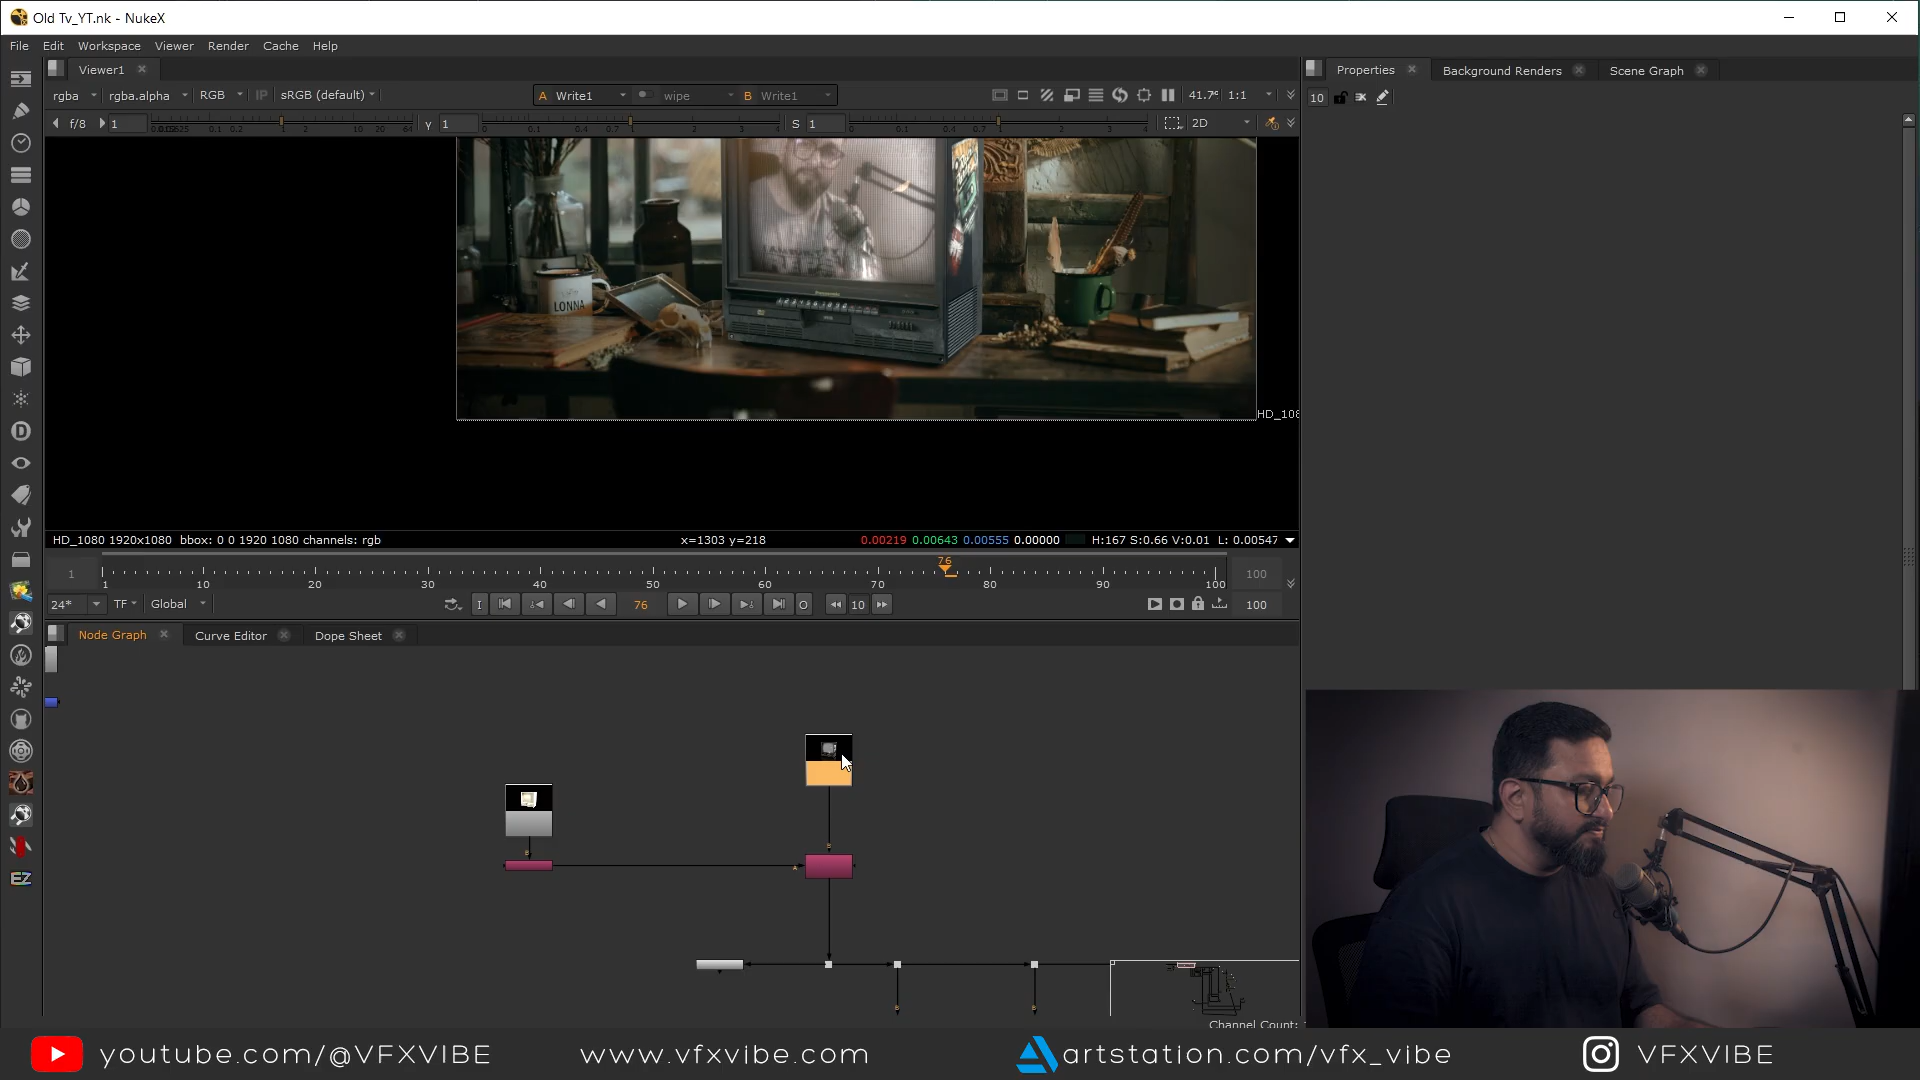 Old Tv_YT.nk - NukeX
File Edit Workspace Viewer Render Cache Help
Viewer1
Properties Background Renders Scene Graph
rgba rgba.alpha RGB IP sRGB (default) A Write1 wipe B Write1 41.7% 1:1
10
f/8 1 γ 1 S 1 2D
LONNA
HD_108
HD_1080 1920x1080 bbox: 0 0 1920 1080 channels: rgb x=1303 y=218 0.00219 0.00643 0.00555 0.00000 H:167 S:0.66 V:0.01 L: 0.00547
76
1 1 10 20 30 40 50 60 70 80 90 100 100
24* TF Global I 76 O 10 100
Node Graph Curve Editor Dope Sheet
Channel Count:
youtube.com/@VFXVIBE www.vfxvibe.com artstation.com/vfx_vibe VFXVIBE